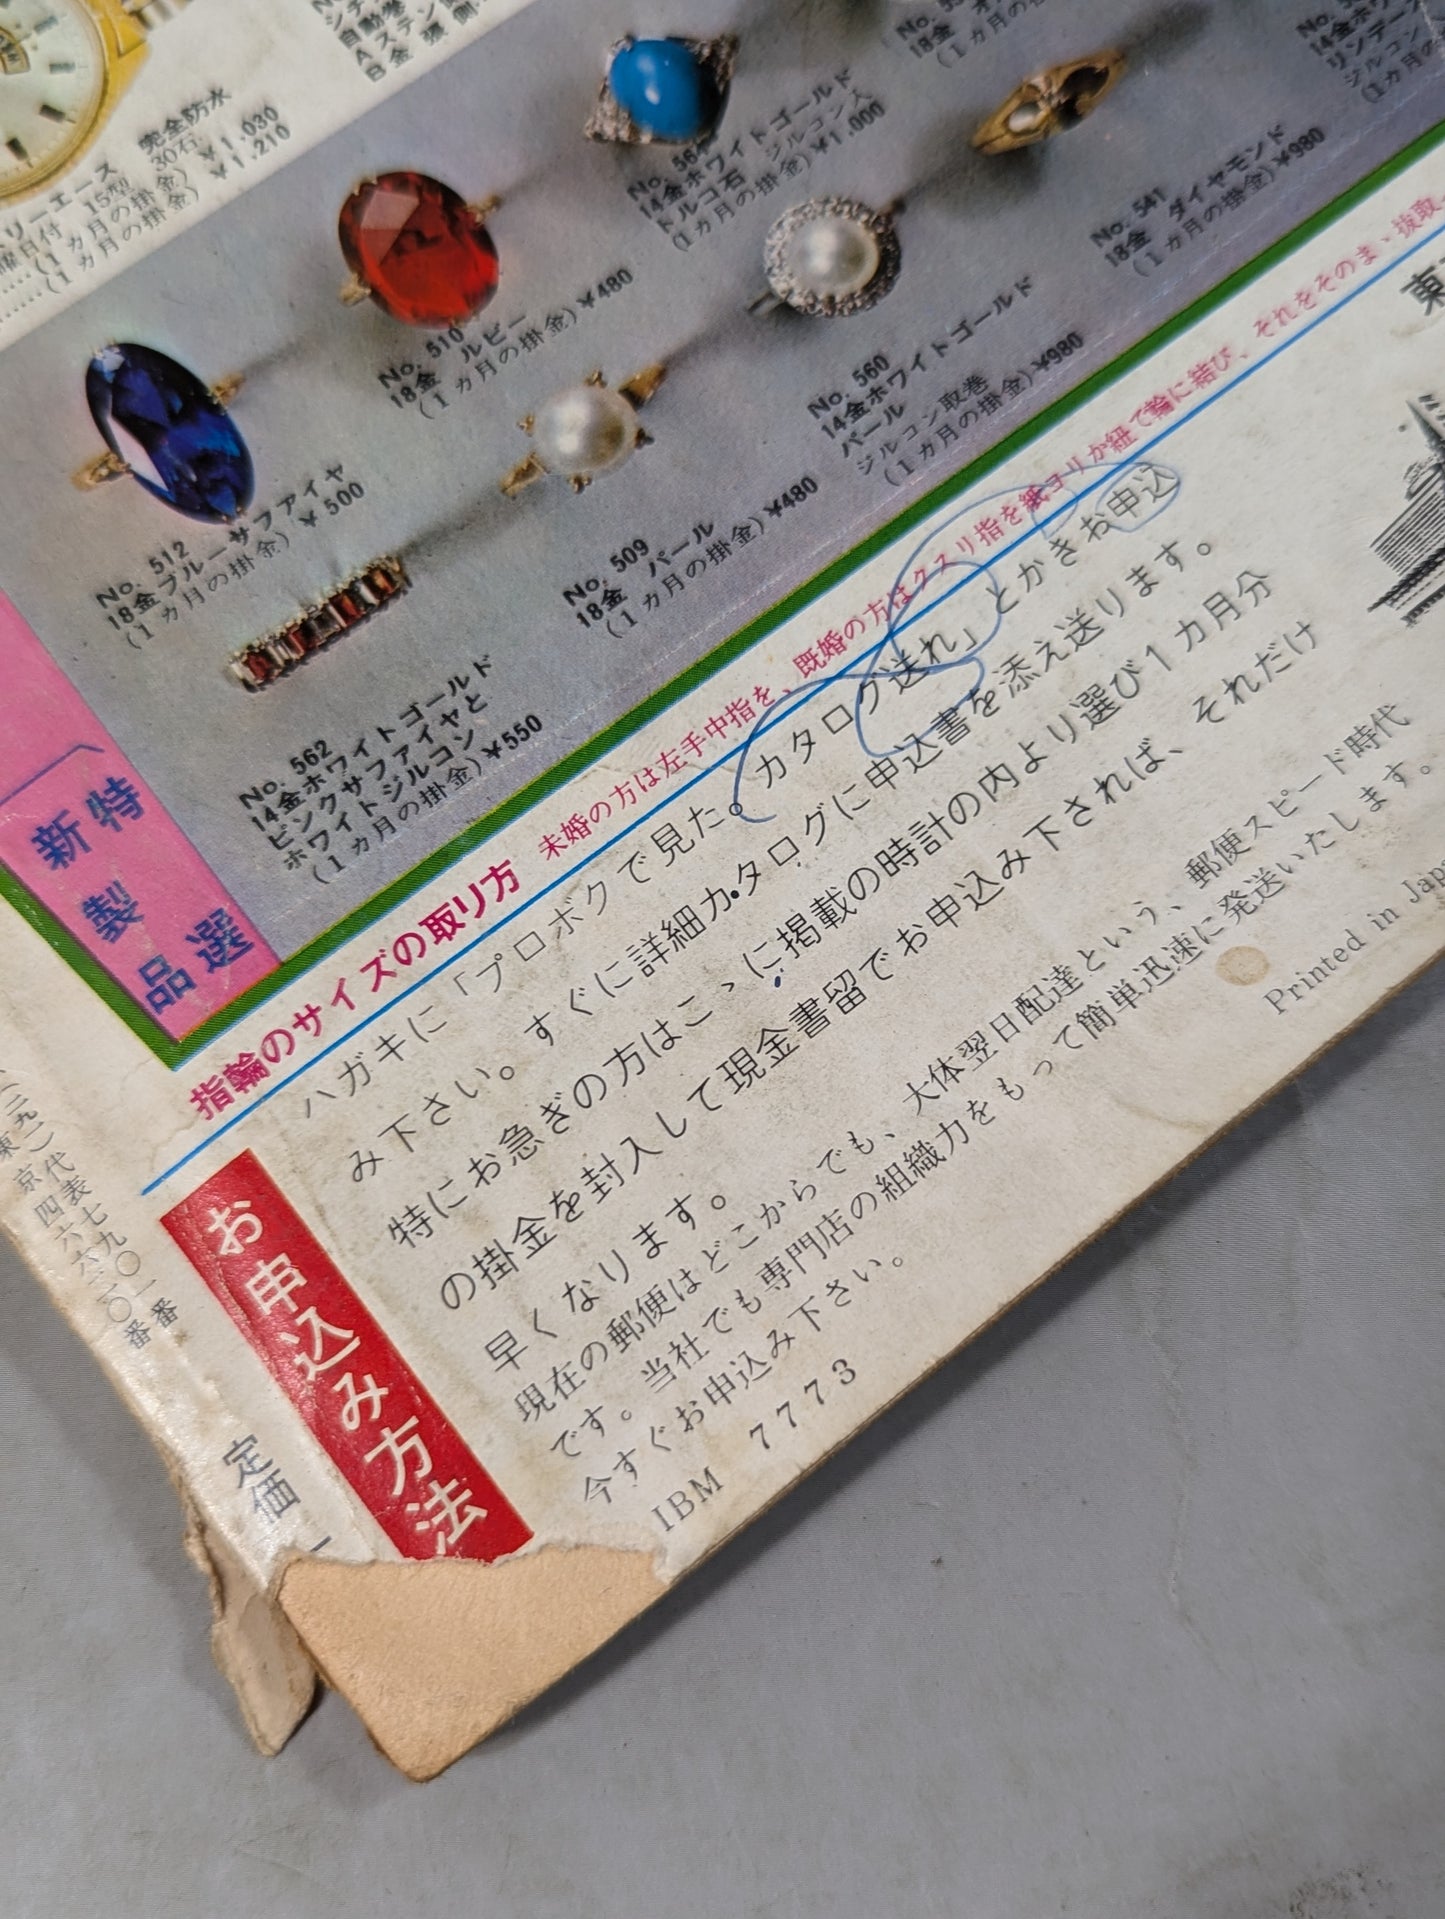 完全防水
30石
15型
(1ヵ月の掛金)¥1.030
(1ヵ月の掛金)¥1.210
14金ホワイトゴールド
トルコ石 ジルコン入
(1ヵ月の掛金)¥1.000
No. 541
18金 ダイヤモンド
(1ヵ月の掛金)¥980
No. 510
18金 ルビー
(1ヵ月の掛金)¥480
No. 560
14金ホワイトゴールド
パール
ジルコン取巻
(1ヵ月の掛金)¥980
No. 512
18金ブルーサファイヤ
(1ヵ月の掛金)¥500
No. 509
18金 パール
(1ヵ月の掛金)¥480
No. 562
14金ホワイトゴールド
ピンクサファイヤと
ホワイトジルコン
(1ヵ月の掛金)¥550
特選
新製品
指輪のサイズの取り方 未婚の方は左手中指を、既婚の方はクスリ指を紙ヨリか紐で輪に結び、それをそのまゝ抜取
お申込み方法
ハガキに「プロボクで見た。カタログ送れ」とかきお申込
み下さい。すぐに詳細カタログに申込書を添え送ります。
特にお急ぎの方はこゝに掲載の時計の内より選び1カ月分
の掛金を封入して現金書留でお申込み下されば、それだけ
早くなります。
現在の郵便はどこからでも、大体翌日配達という、郵便スピード時代
です。当社でも専門店の組織力をもって簡単迅速に発送いたします。
今すぐお申込み下さい。
IBM 7773
Printed in Jap
東
代表七九〇一番
京四六六二〇番
定価